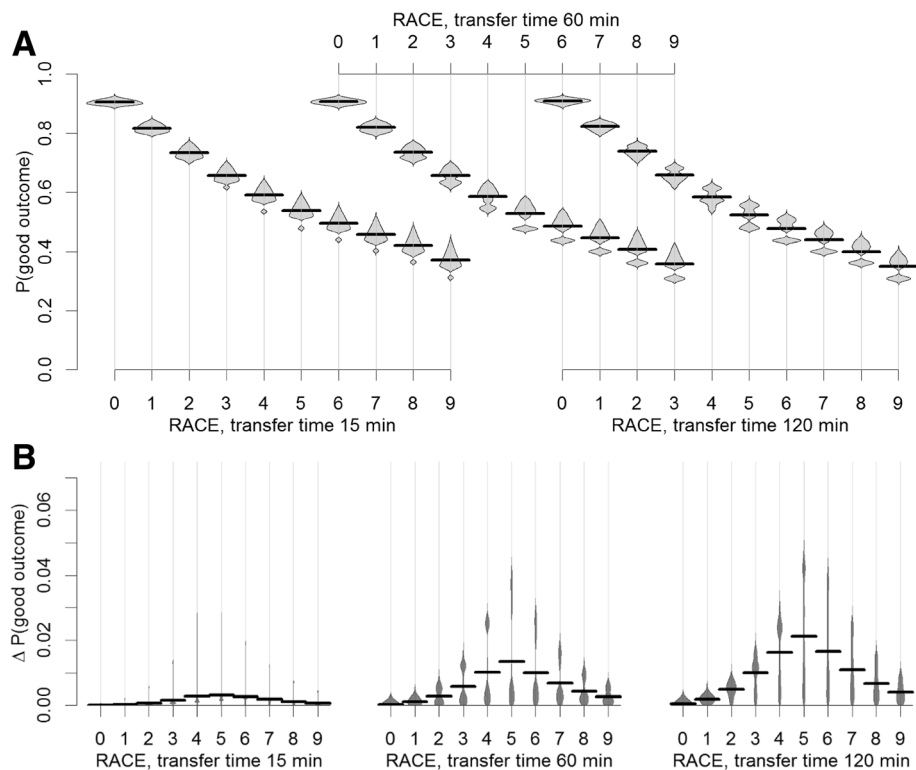 A
RACE, transfer time 60 min
0 1 2 3 4 5 6 7 8 9
P(good outcome)
1.0
0.8
0.6
0.4
0.2
0.0
0 1 2 3 4 5 6 7 8 9
RACE, transfer time 15 min
0 1 2 3 4 5 6 7 8 9
RACE, transfer time 120 min
B
Δ P(good outcome)
0.06
0.04
0.02
0.00
0 1 2 3 4 5 6 7 8 9
RACE, transfer time 15 min
0 1 2 3 4 5 6 7 8 9
RACE, transfer time 60 min
0 1 2 3 4 5 6 7 8 9
RACE, transfer time 120 min